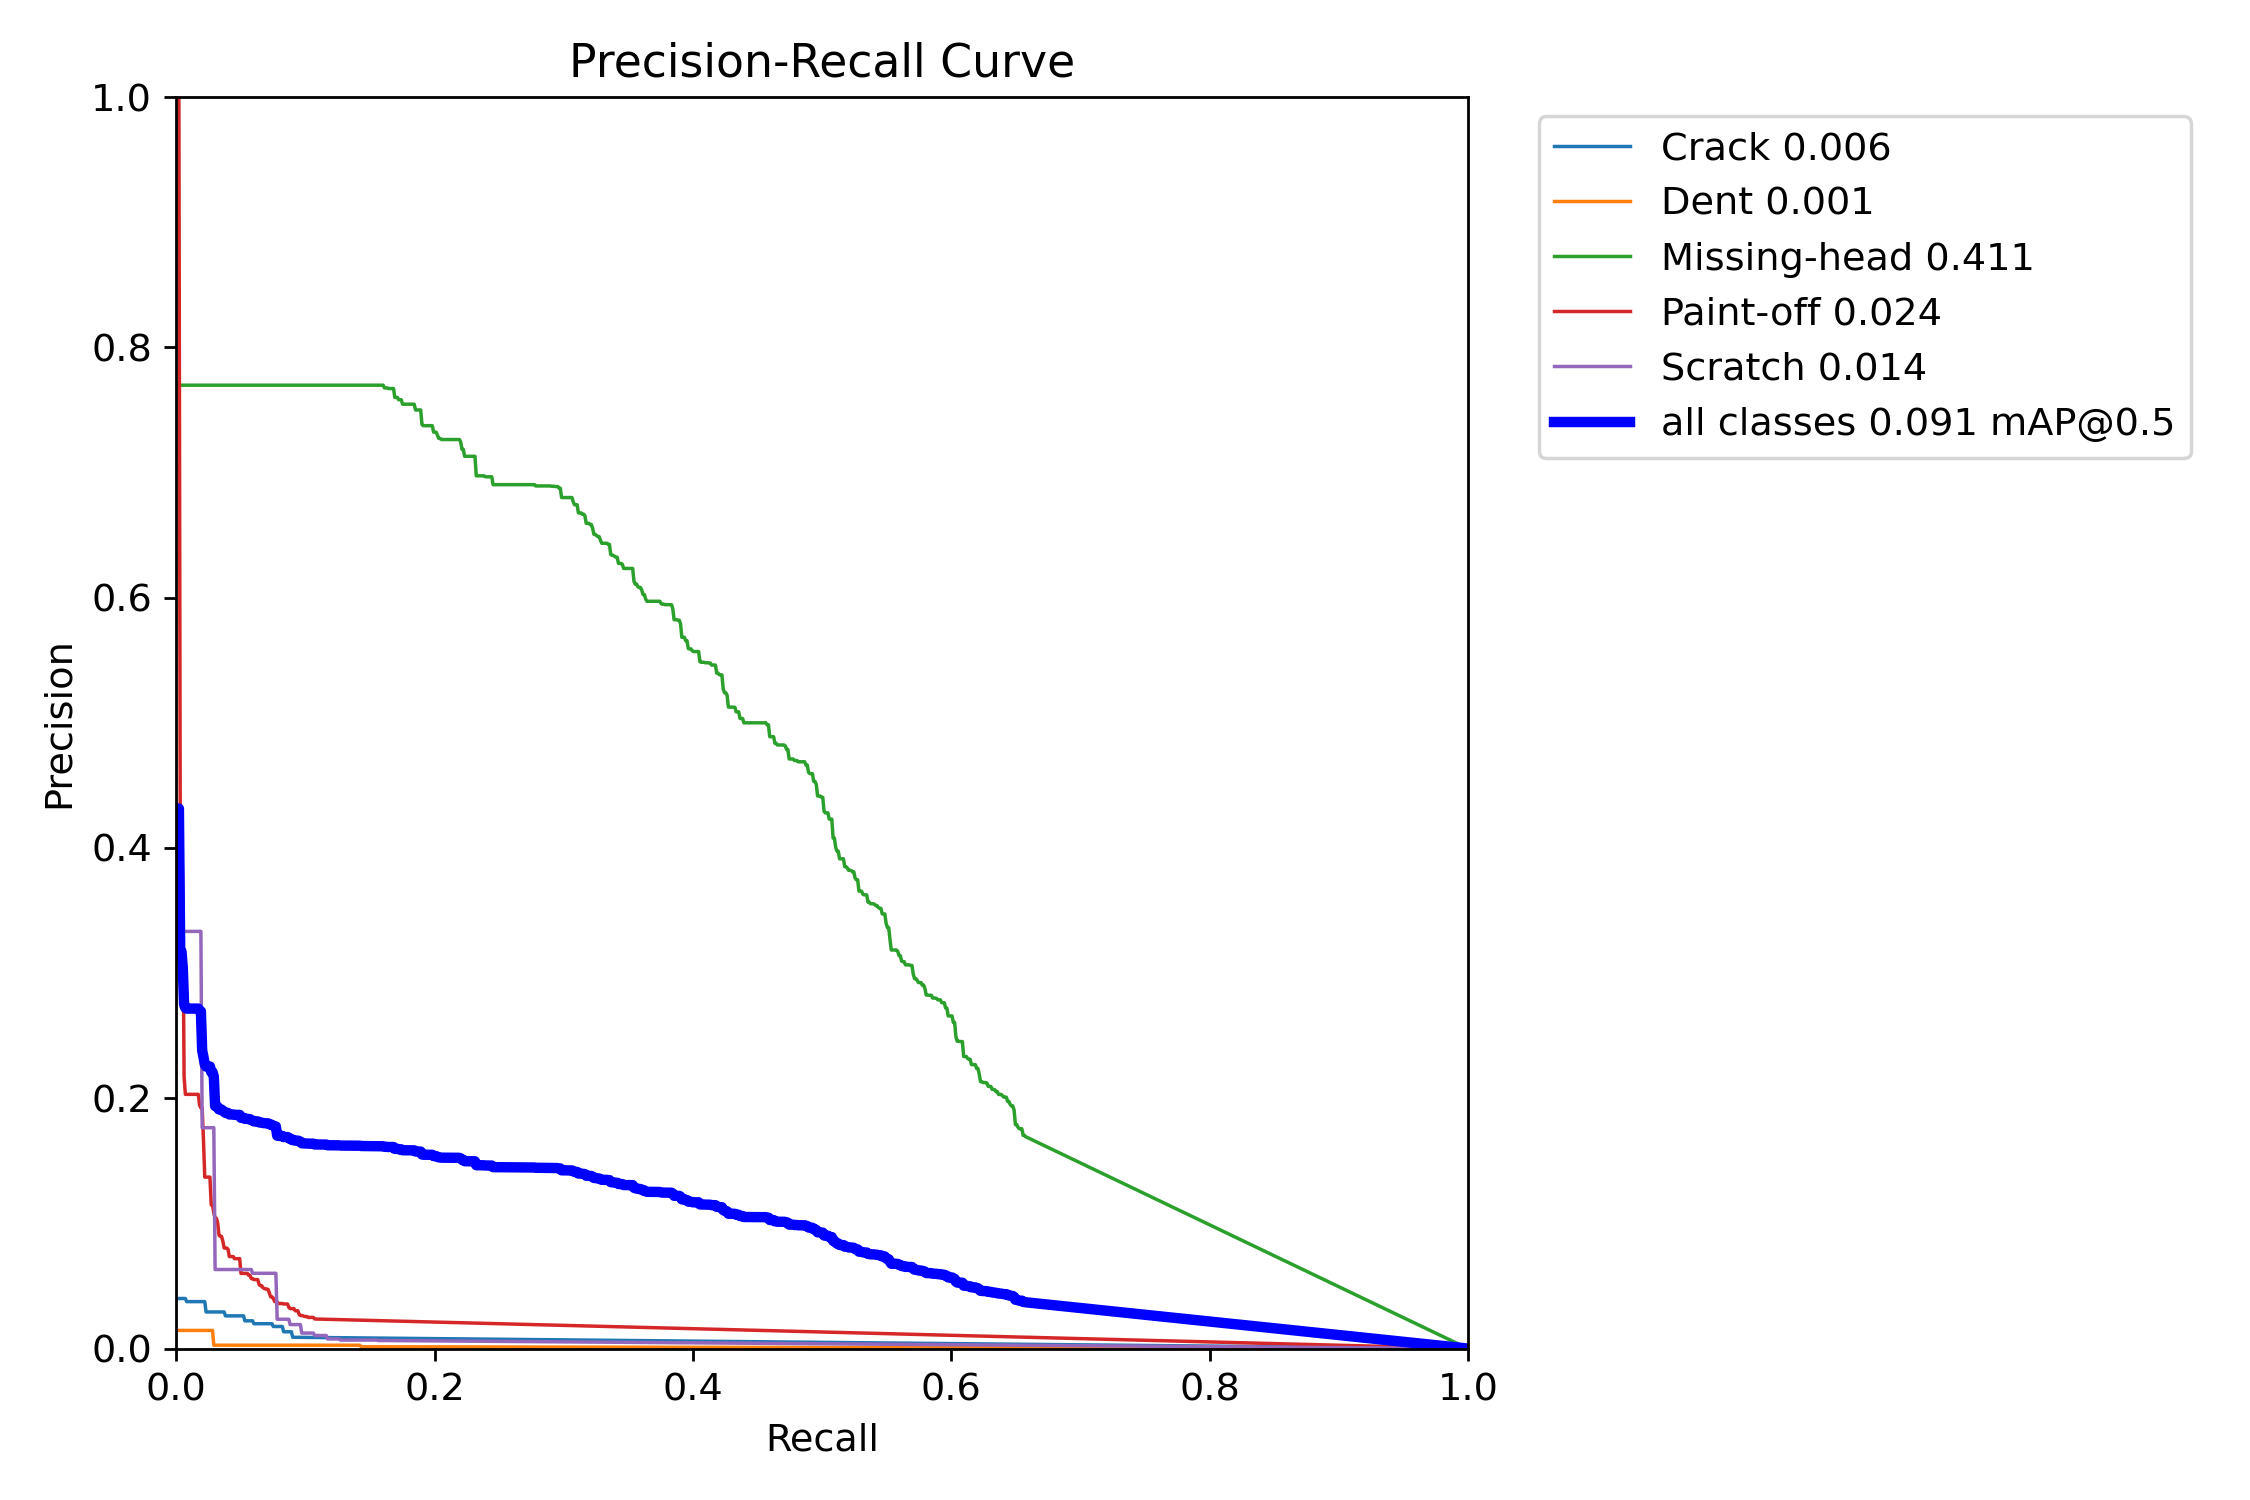 Precision-Recall Curve
1.0
0.8
0.6
0.4
0.2
0.0
Precision
0.0 0.2 0.4 0.6 0.8 1.0
Recall
Crack 0.006
Dent 0.001
Missing-head 0.411
Paint-off 0.024
Scratch 0.014
all classes 0.091 mAP@0.5